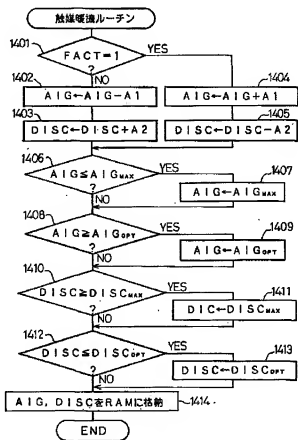 触媒暖機ルーチン
1401
FACT=1
?
YES
NO
1402
1404
AIG←AIG-A1
AIG←AIG+A1
1403
1405
DISC←DISC+A2
DISC←DISC-A2
1406
AIG≦AIGMAX
?
YES
NO
1407
AIG←AIGMAX
1408
AIG≧AIGOPT
?
YES
NO
1409
AIG←AIGOPT
1410
DISC≧DISCMAX
?
YES
NO
1411
DIC←DISCMAX
1412
DISC≦DISCOPT
?
YES
NO
1413
DISC←DISCOPT
AIG, DISCをRAMに格納
1414
END